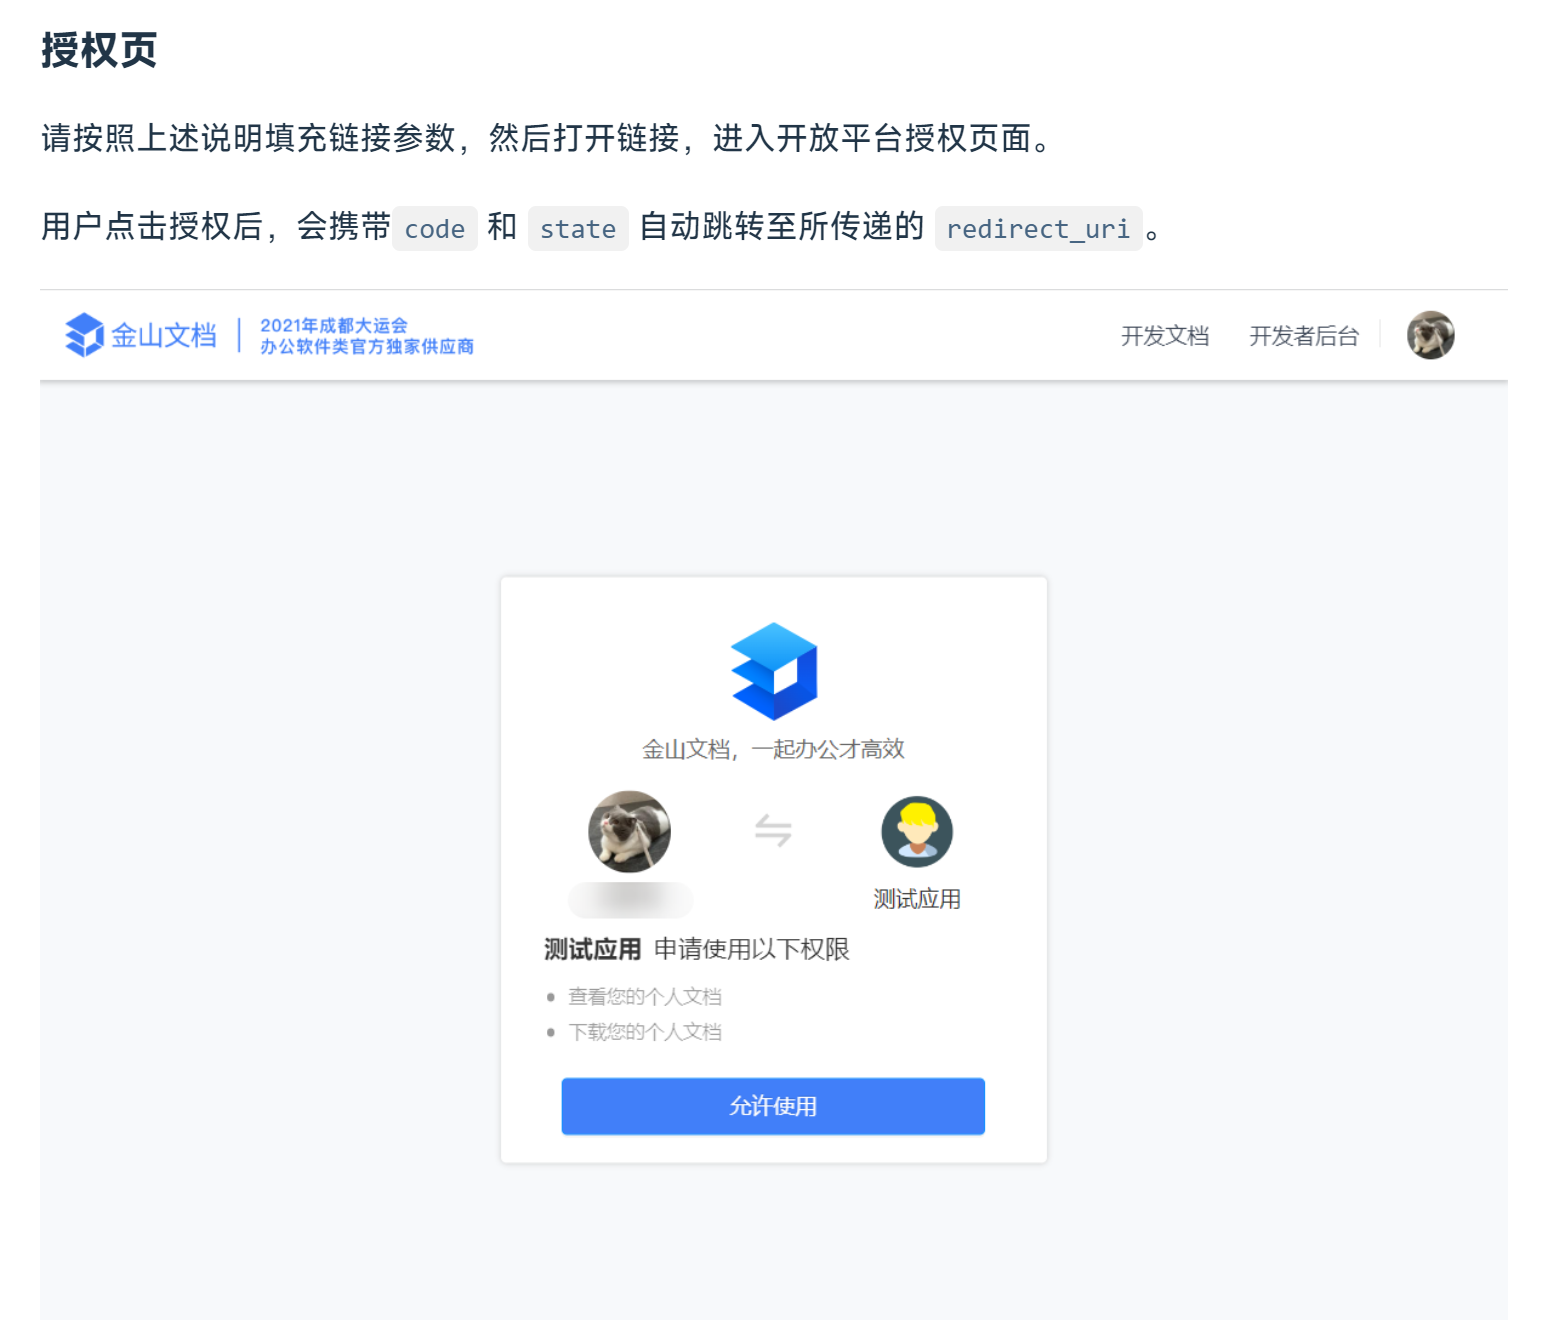 授权页
请按照上述说明填充链接参数，然后打开链接，进入开放平台授权页面。
用户点击授权后，会携带 code 和 state 自动跳转至所传递的 redirect_uri 。
金山文档
2021年成都大运会
办公软件类官方独家供应商
开发文档 开发者后台
金山文档，一起办公才高效
测试应用
测试应用 申请使用以下权限
查看您的个人文档
下载您的个人文档
允许使用